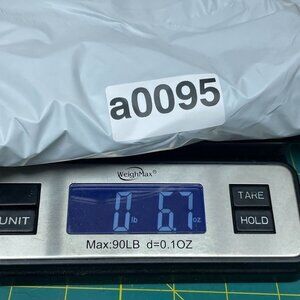 a0095
WeighMax®
0 lb 6.7 oz
TARE
UNIT
HOLD
Max:90LB d=0.1OZ